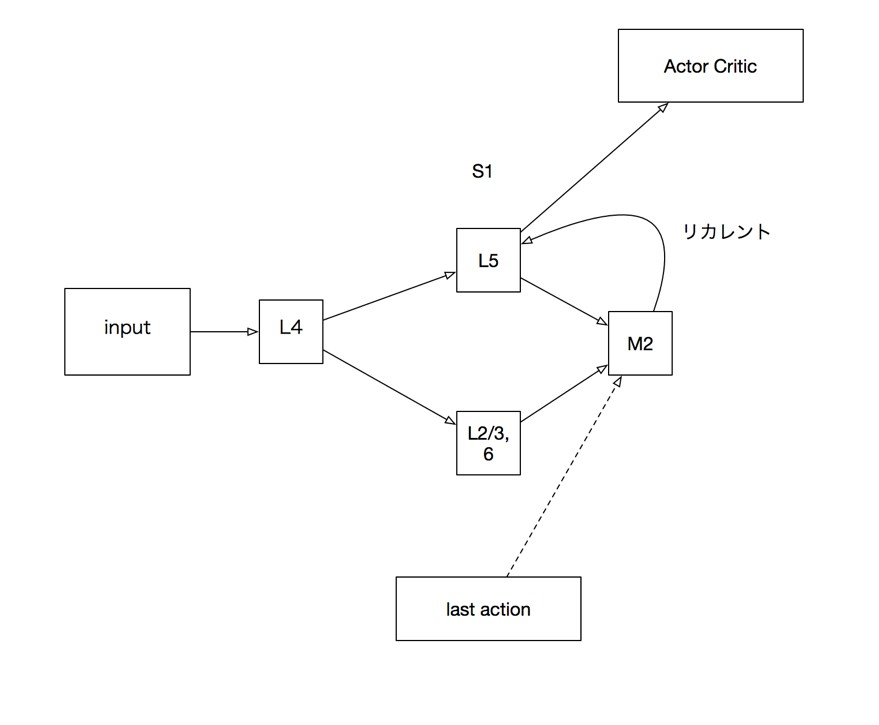 Actor Critic
S1
リカレント
L5
input
L4
M2
L2/3,
6
last action